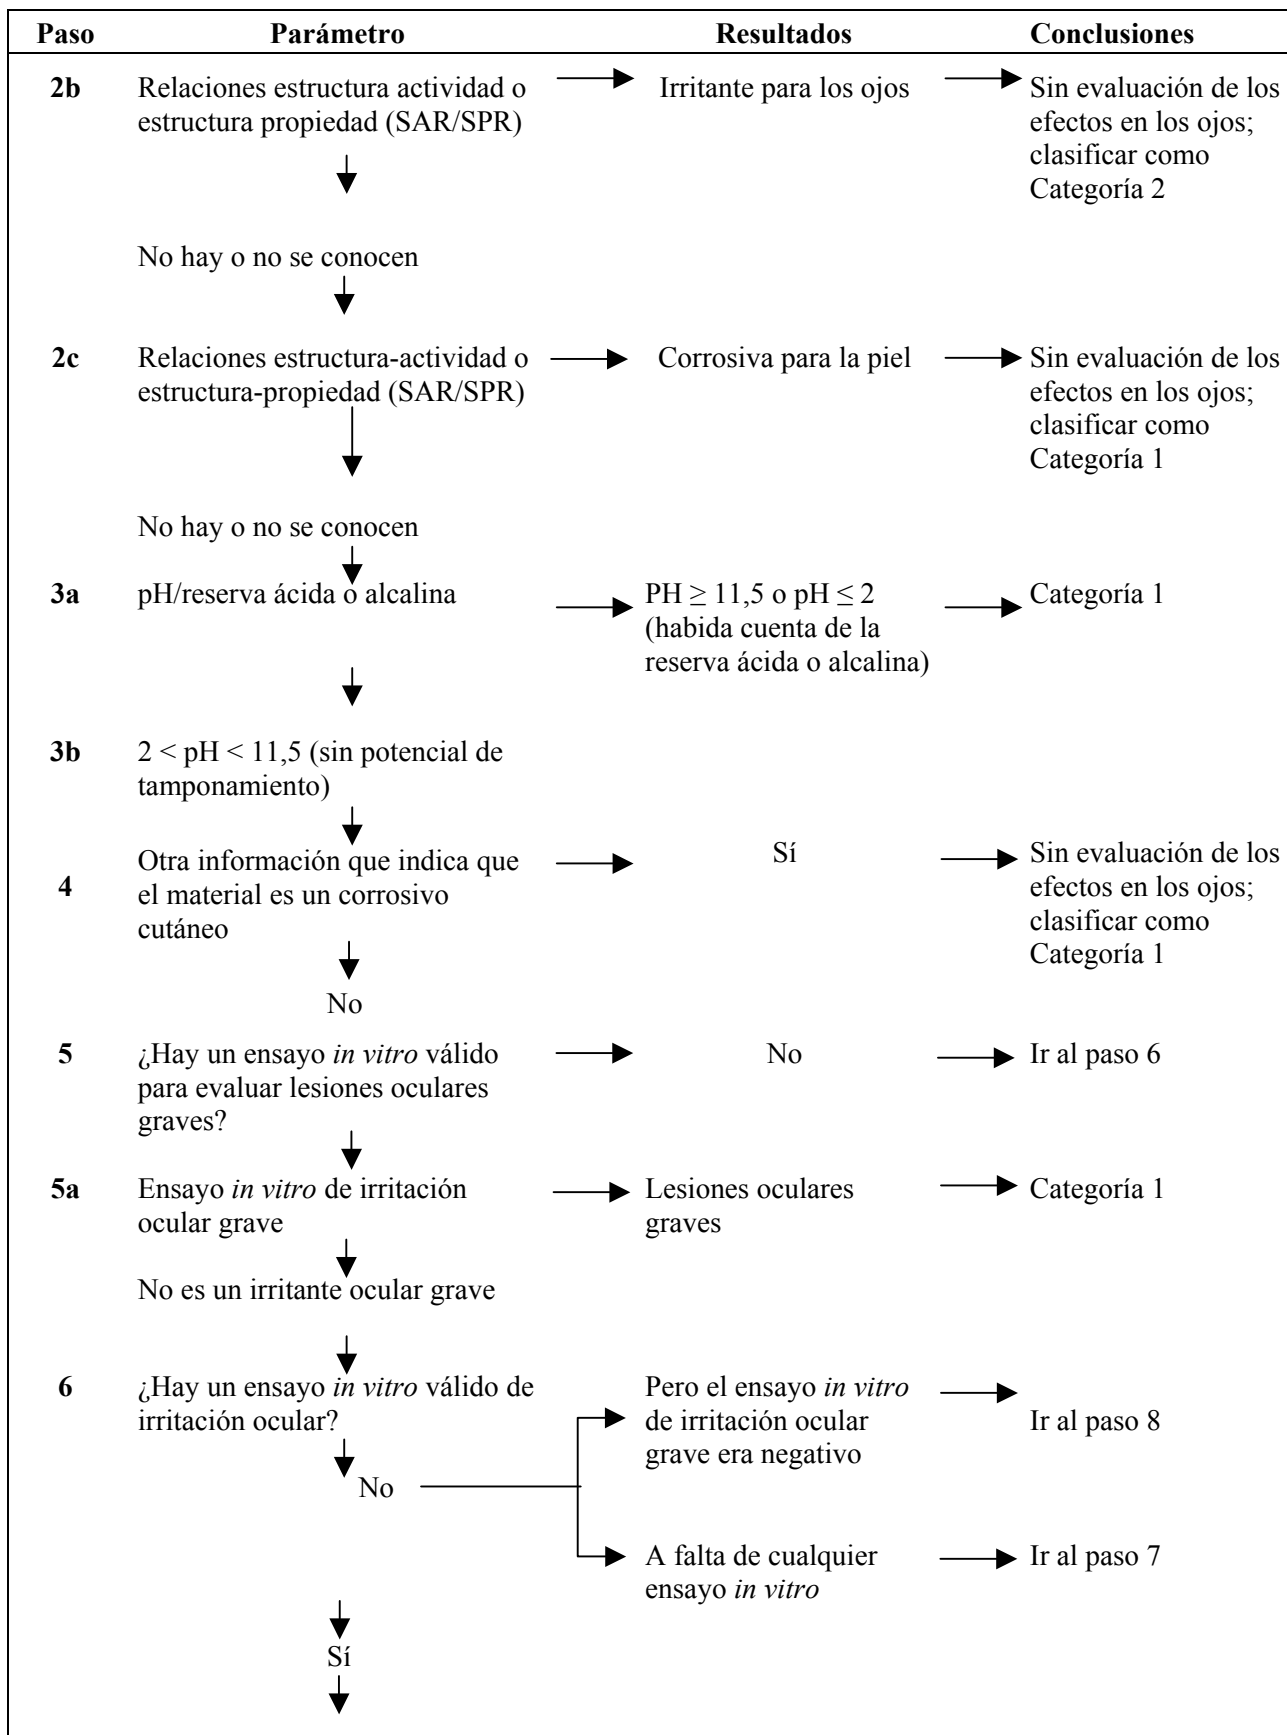 Paso Parámetro Resultados Conclusiones
2b Relaciones estructura actividad o Irritante para los ojos Sin evaluación de los
estructura propiedad (SAR/SPR) efectos en los ojos;
clasificar como
Categoría 2
No hay o no se conocen
2c Relaciones estructura-actividad o Corrosiva para la piel Sin evaluación de los
estructura-propiedad (SAR/SPR) efectos en los ojos;
clasificar como
Categoría 1
No hay o no se conocen
3a pH/reserva ácida o alcalina PH ≥ 11,5 o pH ≤ 2 Categoría 1
(habida cuenta de la
reserva ácida o alcalina)
3b 2 < pH < 11,5 (sin potencial de
tamponamiento)
Otra información que indica que Sí Sin evaluación de los
4 el material es un corrosivo efectos en los ojos;
cutáneo clasificar como
Categoría 1
No
5 ¿Hay un ensayo in vitro válido No Ir al paso 6
para evaluar lesiones oculares
graves?
5a Ensayo in vitro de irritación Lesiones oculares Categoría 1
ocular grave graves
No es un irritante ocular grave
6 ¿Hay un ensayo in vitro válido de Pero el ensayo in vitro
irritación ocular? de irritación ocular Ir al paso 8
grave era negativo
No
A falta de cualquier Ir al paso 7
ensayo in vitro
Sí